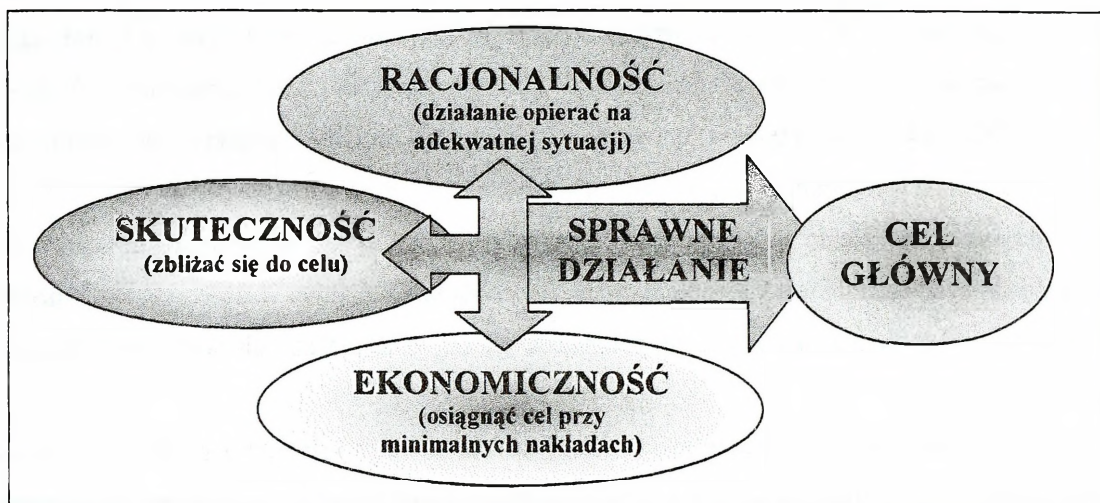 RACJONALNOŚĆ
(działanie opierać na
adekwatnej sytuacji)
SKUTECZNOŚĆ
(zbliżać się do celu)
SPRAWNE
DZIAŁANIE
CEL
GŁÓWNY
EKONOMICZNOŚĆ
(osiągnąć cel przy
minimalnych nakładach)